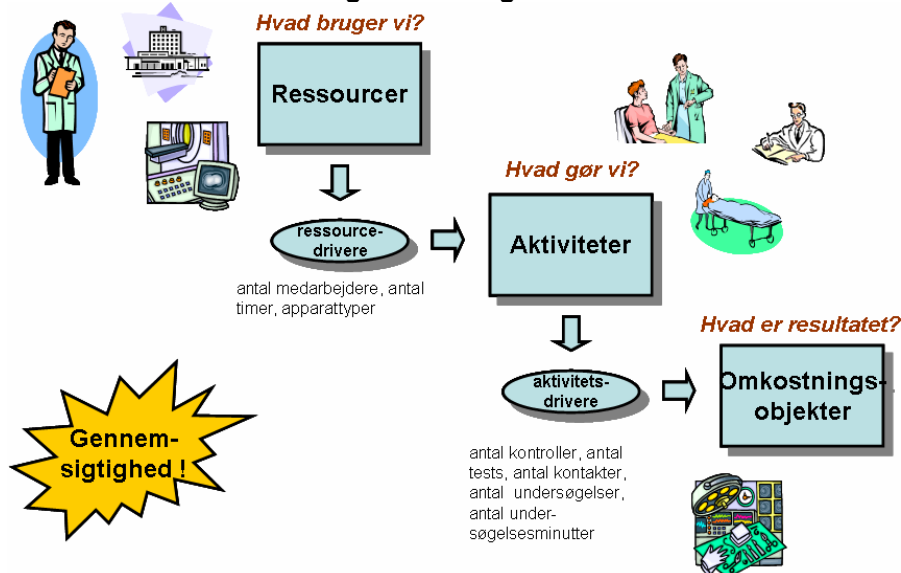 Hvad bruger vi?
Ressourcer
ressource-
drivere
antal medarbejdere, antal
timer, apparattyper
Hvad gør vi?
Aktiviteter
aktivitets-
drivere
antal kontroller, antal
tests, antal kontakter,
antal undersøgelser,
antal under-
søgelsesminutter
Hvad er resultatet?
Omkostnings-
objekter
Gennem-
sigtighed !